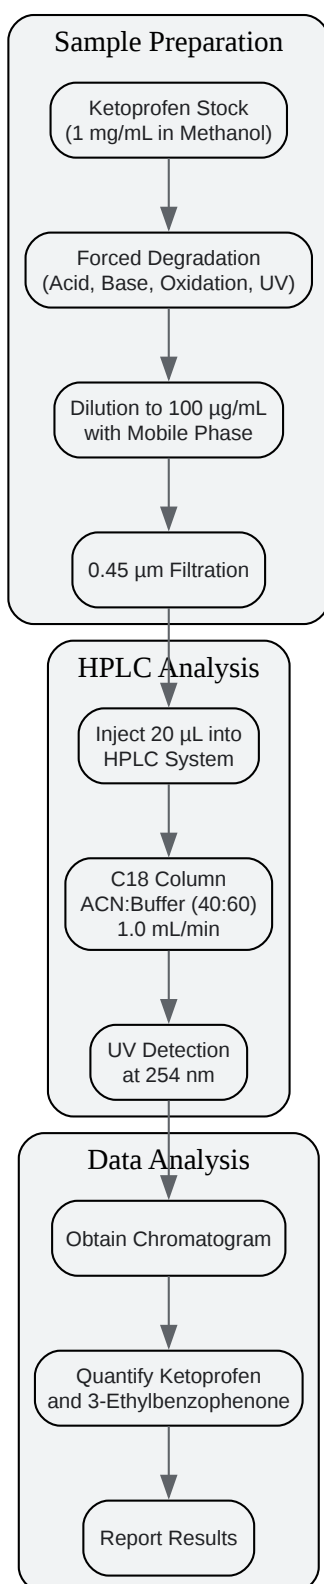 Sample Preparation
Ketoprofen Stock
(1 mg/mL in Methanol)
Forced Degradation
(Acid, Base, Oxidation, UV)
Dilution to 100 µg/mL
with Mobile Phase
0.45 µm Filtration
HPLC Analysis
Inject 20 µL into
HPLC System
C18 Column
ACN:Buffer (40:60)
1.0 mL/min
UV Detection
at 254 nm
Data Analysis
Obtain Chromatogram
Quantify Ketoprofen
and 3-Ethylbenzophenone
Report Results